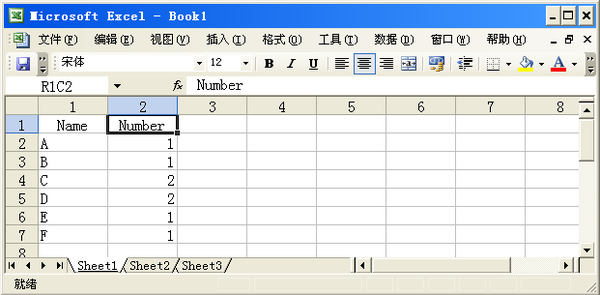 Microsoft Excel - Book1
文件(F) 编辑(E) 视图(V) 插入(I) 格式(O) 工具(T) 数据(D) 窗口(W) 帮助(H)
宋体 12 B I U
R1C2 fx Number
1 2 3 4 5 6 7 8
1 Name Number
2 A 1
3 B 1
4 C 2
5 D 2
6 E 1
7 F 1
8
Sheet1 Sheet2 Sheet3
就绪